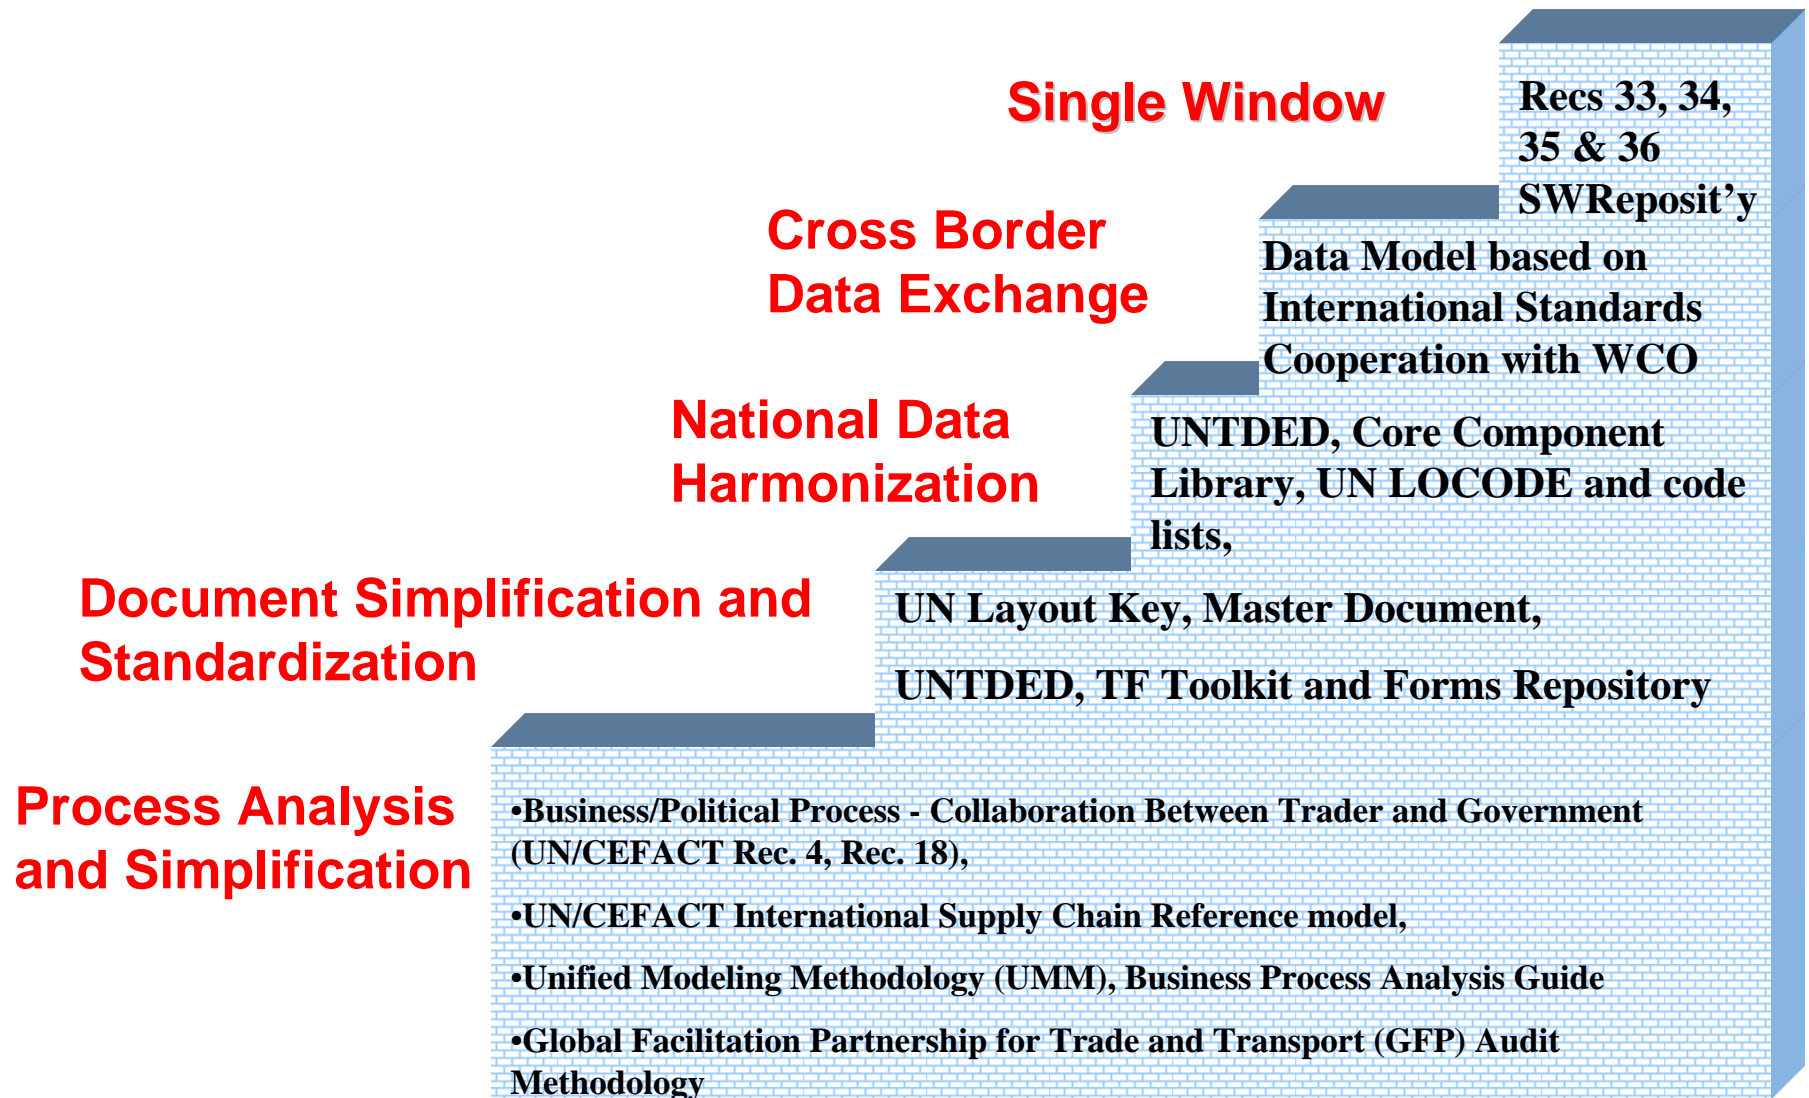 Single Window
Recs 33, 34,
35 & 36
SWReposit’y
Cross Border
Data Exchange
Data Model based on
International Standards
Cooperation with WCO
National Data
Harmonization
UNTDED, Core Component
Library, UN LOCODE and code
lists,
Document Simplification and
Standardization
UN Layout Key, Master Document,
UNTDED, TF Toolkit and Forms Repository
Process Analysis
and Simplification
•Business/Political Process - Collaboration Between Trader and Government
(UN/CEFACT Rec. 4, Rec. 18),
•UN/CEFACT International Supply Chain Reference model,
•Unified Modeling Methodology (UMM), Business Process Analysis Guide
•Global Facilitation Partnership for Trade and Transport (GFP) Audit
Methodology